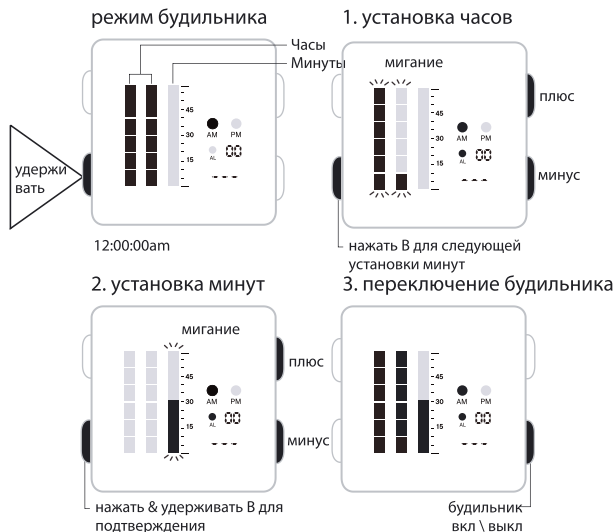 режим будильника
Часы
Минуты
45
30
15
AM PM
AL 00
удержи
вать
12:00:00am
1. установка часов
мигание
45
30
15
AM PM
AL 00
плюс
минус
нажать В для следующей
установки минут
2. установка минут
мигание
45
30
15
AM PM
AL 00
плюс
минус
нажать & удерживать В для
подтверждения
3. переключение будильника
45
30
15
AM PM
AL 00
будильник
вкл \ выкл